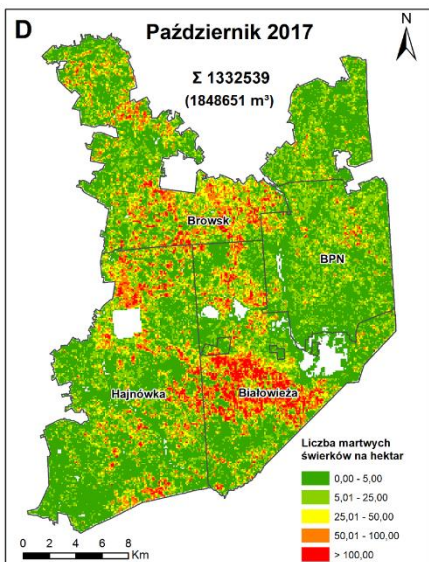 D
Październik 2017
N
Σ 1332539
(1848651 m³)
Browsk
BPN
Hajnówka
Białowieża
Liczba martwych
świerków na hektar
0,00 - 5,00
5,01 - 25,00
25,01 - 50,00
50,01 - 100,00
> 100,00
0 2 4 6 8
Km